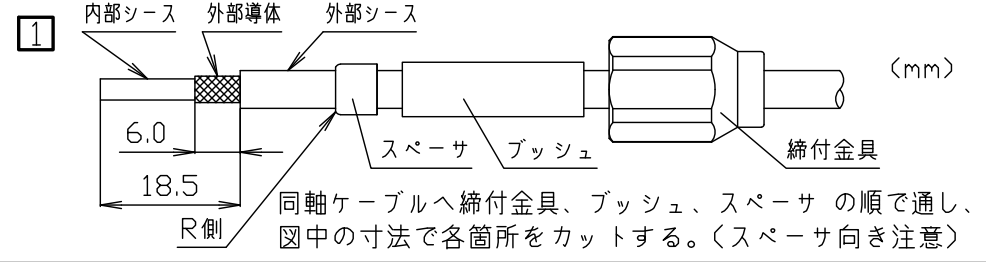 1
内部シース 外部導体 外部シース
(mm)
6.0
スペーサ ブッシュ 締付金具
18.5
R側
同軸ケーブルへ締付金具、ブッシュ、スペーサ の順で通し、
図中の寸法で各箇所をカットする。(スペーサ向き注意)